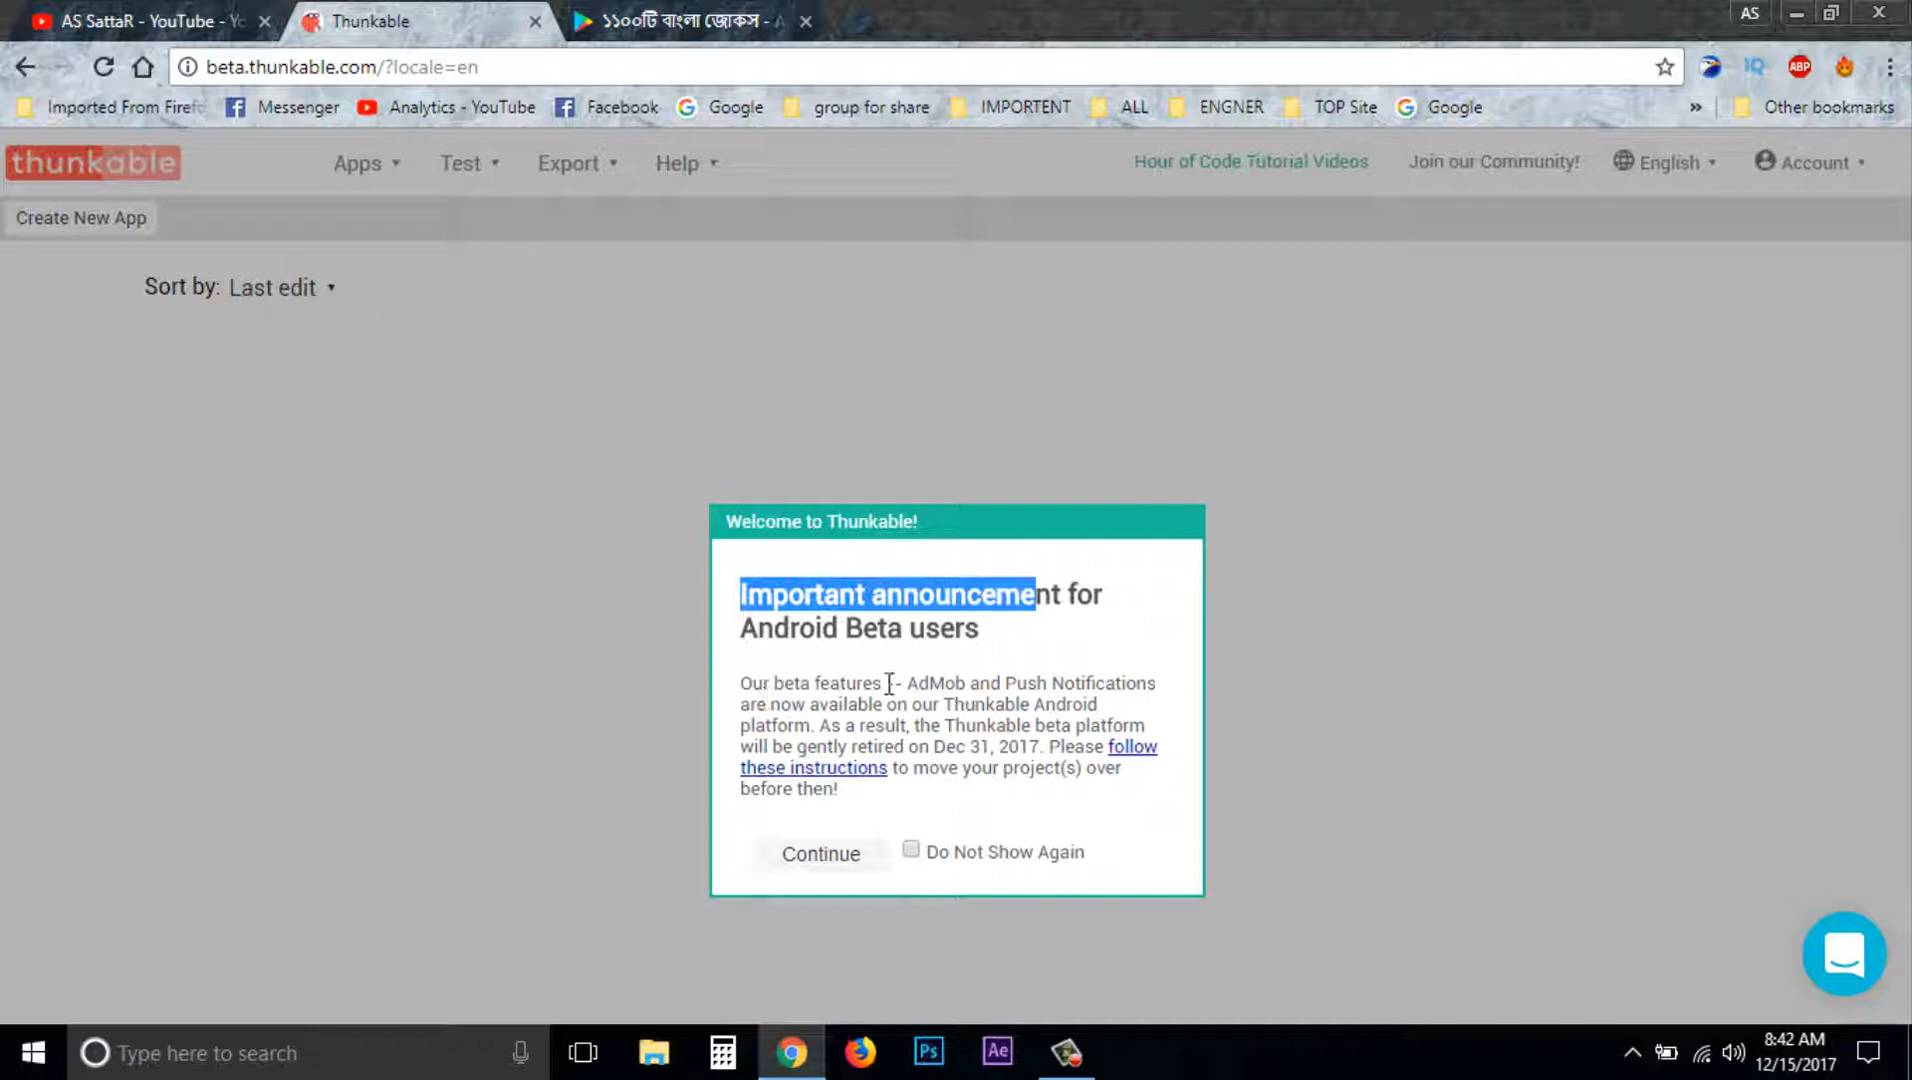 AS SattaR - YouTube - Yo
Thunkable
১১০০টি বাংলা জোকস - A
AS
beta.thunkable.com/?locale=en
IQ
ABP
Imported From Firefo
Messenger
Analytics - YouTube
Facebook
Google
group for share
IMPORTENT
ALL
ENGNER
TOP Site
Google
»
Other bookmarks
thunkable
Apps
Test
Export
Help
Hour of Code Tutorial Videos
Join our Community!
English
Account
Create New App
Sort by: Last edit
Welcome to Thunkable!
Important announcement for
Android Beta users
Our beta features -- AdMob and Push Notifications
are now available on our Thunkable Android
platform. As a result, the Thunkable beta platform
will be gently retired on Dec 31, 2017. Please follow
these instructions to move your project(s) over
before then!
Continue
Do Not Show Again
Type here to search
Ps
Ae
8:42 AM
12/15/2017